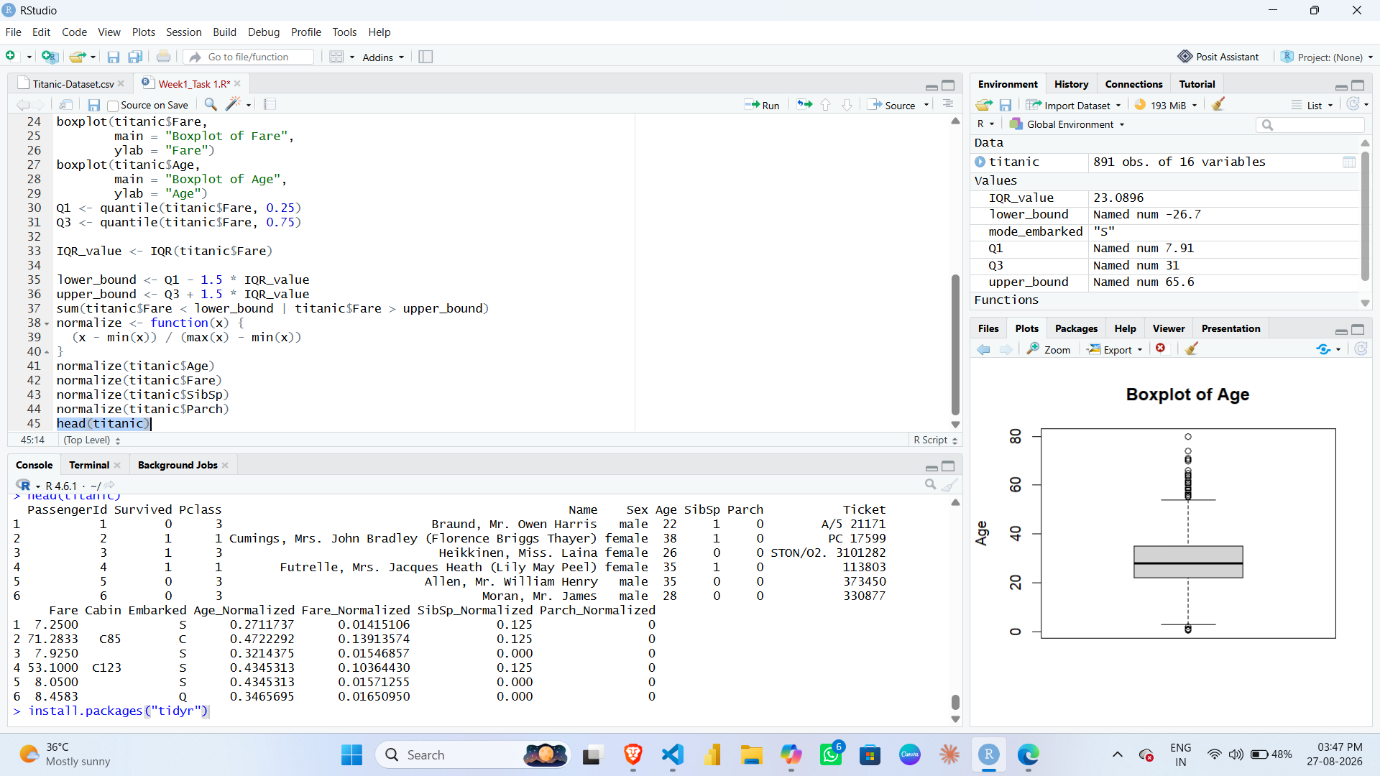 RStudio
File Edit Code View Plots Session Build Debug Profile Tools Help
Go to file/function Addins Posit Assistant Project: (None)
Titanic-Dataset.csv Week1_Task 1.R*
Source on Save Run Source
24 boxplot(titanic$Fare,
25 main = "Boxplot of Fare",
26 ylab = "Fare")
27 boxplot(titanic$Age,
28 main = "Boxplot of Age",
29 ylab = "Age")
30 Q1 <- quantile(titanic$Fare, 0.25)
31 Q3 <- quantile(titanic$Fare, 0.75)
32
33 IQR_value <- IQR(titanic$Fare)
34
35 lower_bound <- Q1 - 1.5 * IQR_value
36 upper_bound <- Q3 + 1.5 * IQR_value
37 sum(titanic$Fare < lower_bound | titanic$Fare > upper_bound)
38 normalize <- function(x) {
39 (x - min(x)) / (max(x) - min(x))
40 }
41 normalize(titanic$Age)
42 normalize(titanic$Fare)
43 normalize(titanic$SibSp)
44 normalize(titanic$Parch)
45 head(titanic)
45:14 (Top Level) R Script
Console Terminal Background Jobs
R R 4.6.1 · ~/
> head(titanic)
PassengerId Survived Pclass Name Sex Age SibSp Parch Ticket
1 1 0 3 Braund, Mr. Owen Harris male 22 1 0 A/5 21171
2 2 1 1 Cumings, Mrs. John Bradley (Florence Briggs Thayer) female 38 1 0 PC 17599
3 3 1 3 Heikkinen, Miss. Laina female 26 0 0 STON/O2. 3101282
4 4 1 1 Futrelle, Mrs. Jacques Heath (Lily May Peel) female 35 1 0 113803
5 5 0 3 Allen, Mr. William Henry male 35 0 0 373450
6 6 0 3 Moran, Mr. James male 28 0 0 330877
Fare Cabin Embarked Age_Normalized Fare_Normalized SibSp_Normalized Parch_Normalized
1 7.2500 S 0.2711737 0.01415106 0.125 0
2 71.2833 C85 C 0.4722292 0.13913574 0.125 0
3 7.9250 S 0.3214375 0.01546857 0.000 0
4 53.1000 C123 S 0.4345313 0.10364430 0.125 0
5 8.0500 S 0.4345313 0.01571255 0.000 0
6 8.4583 Q 0.3465695 0.01650950 0.000 0
> install.packages("tidyr")
Environment History Connections Tutorial
Import Dataset 193 MiB List
R Global Environment
Data
titanic 891 obs. of 16 variables
Values
IQR_value 23.0896
lower_bound Named num -26.7
mode_embarked "S"
Q1 Named num 7.91
Q3 Named num 31
upper_bound Named num 65.6
Functions
Files Plots Packages Help Viewer Presentation
Zoom Export
Boxplot of Age
Age
80
60
40
20
0
36°C
Mostly sunny
Search
6
ENG
IN
48%
03:47 PM
27-08-2026